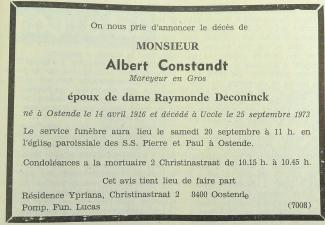 On nous prie d'annoncer le décès de
MONSIEUR
Albert Constandt
Mareyeur en Gros
époux de dame Raymonde Deconinck
né à Ostende le 14 avril 1916 et décédé à Uccle le 25 septembre 1973
Le service funèbre aura lieu le samedi 20 septembre à 11 h. en
l'église paroissiale des S.S. Pierre et Paul à Ostende.
Condoléances a la mortuaire 2 Christinastraat de 10.15 h. à 10.45 h.
Cet avis tient lieu de faire part
Résidence Ypriana, Christinastraat 2 8400 Oostende
Pomp. Fun. Lucas (7008)